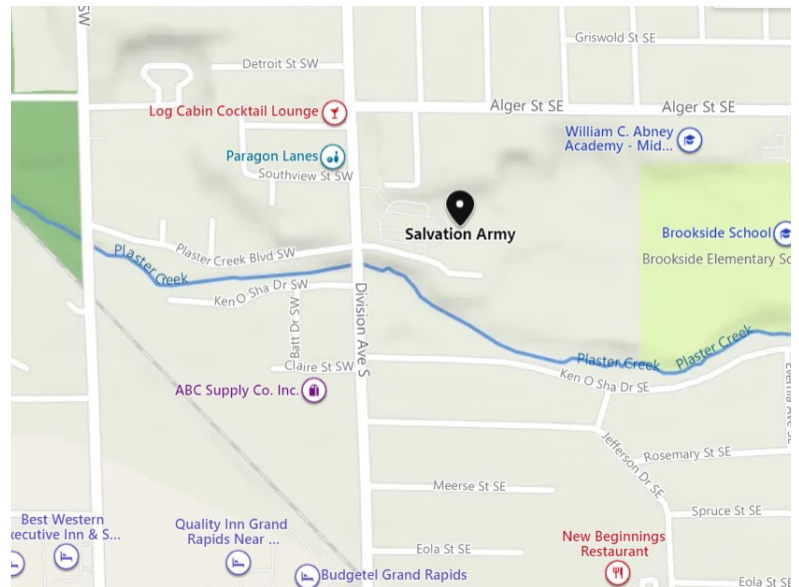 SW
Griswold St SE
Detroit St SW
Log Cabin Cocktail Lounge
Alger St SE
Alger St SE
William C. Abney
Academy - Mid...
Paragon Lanes
Southview St SW
Salvation Army
Brookside School
Brookside Elementary Sc
Plaster Creek Blvd SW
Plaster Creek
Ken O Sha Dr SW
Division Ave S
Batt Dr SW
Plaster Creek
Plaster Creek
Claire St SW
Ken O Sha Dr SE
ABC Supply Co. Inc.
Evernia Ave SE
Jefferson Dr SE
Rosemary St SE
Meerse St SE
Spruce St SE
Best Western
xecutive Inn & S...
Quality Inn Grand
Rapids Near ...
New Beginnings
Restaurant
Eola St SE
Budgetel Grand Rapids
Eola St SE